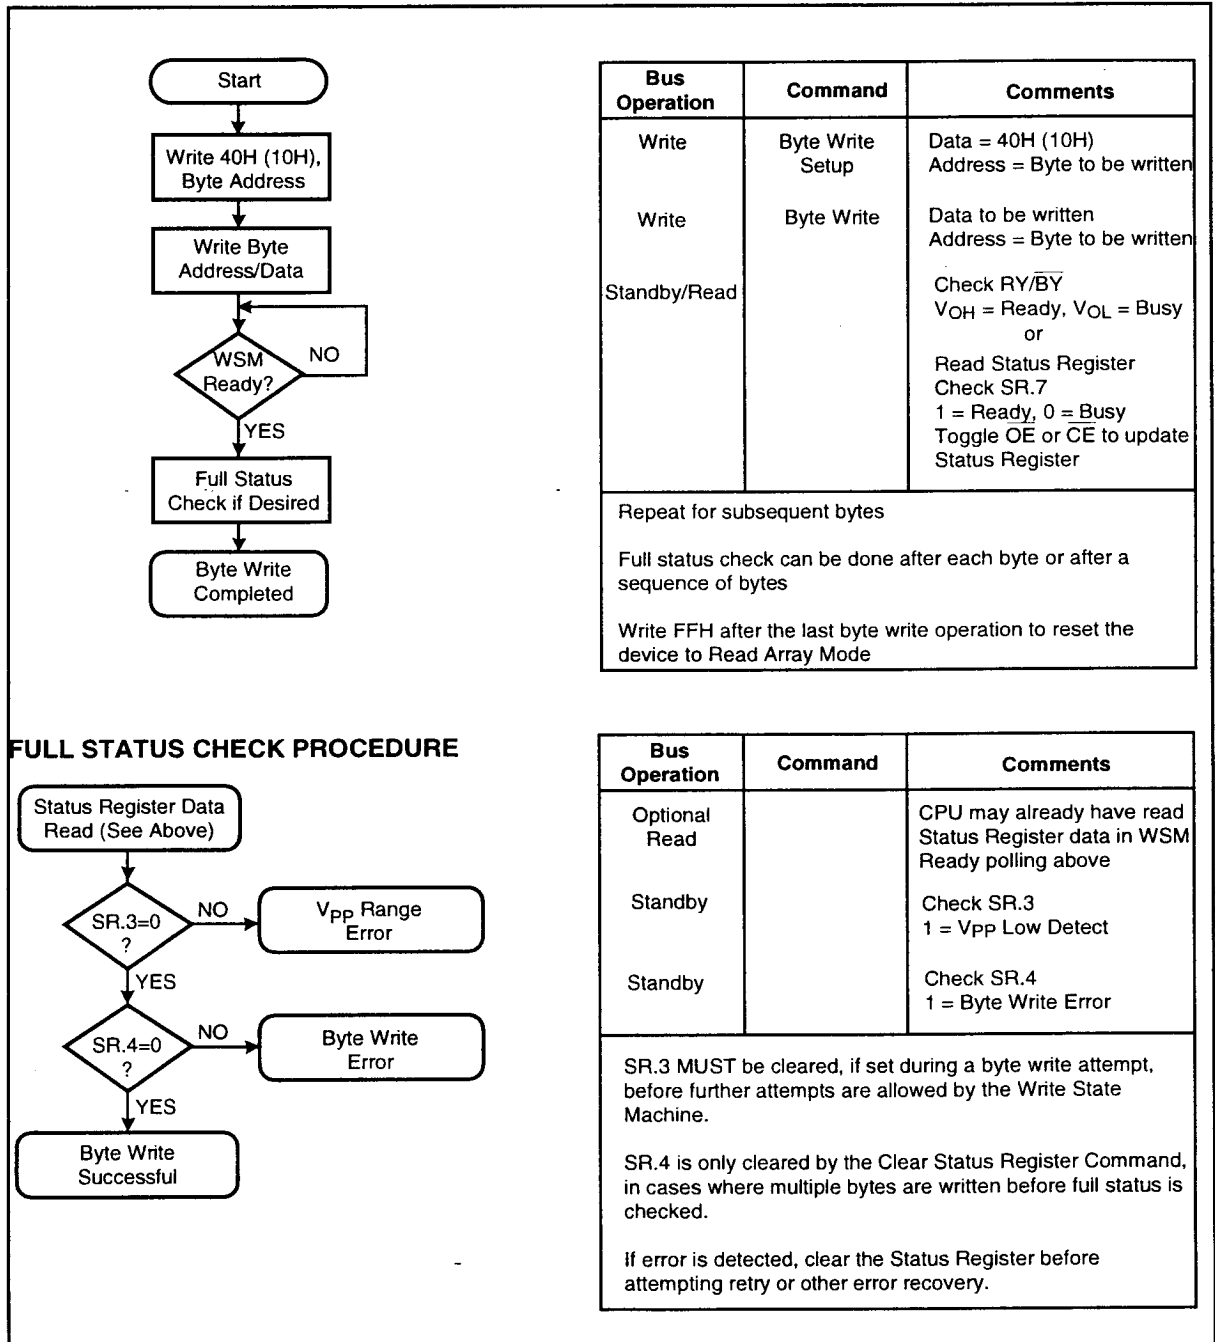 Start
Write 40H (10H),
Byte Address
Write Byte
Address/Data
WSM
Ready?
NO
YES
Full Status
Check if Desired
Byte Write
Completed
Bus
Operation
Command
Comments
Write
Byte Write
Setup
Data = 40H (10H)
Address = Byte to be written
Write
Byte Write
Data to be written
Address = Byte to be written
Standby/Read
Check RY/B̅Y̅
VOH = Ready, VOL = Busy
or
Read Status Register
Check SR.7
1 = Ready, 0 = Busy
Toggle O̅E̅ or C̅E̅ to update
Status Register
Repeat for subsequent bytes
Full status check can be done after each byte or after a
sequence of bytes
Write FFH after the last byte write operation to reset the
device to Read Array Mode
FULL STATUS CHECK PROCEDURE
Status Register Data
Read (See Above)
SR.3=0
?
NO
VPP Range
Error
YES
SR.4=0
?
NO
Byte Write
Error
YES
Byte Write
Successful
Bus
Operation
Command
Comments
Optional
Read
CPU may already have read
Status Register data in WSM
Ready polling above
Standby
Check SR.3
1 = VPP Low Detect
Standby
Check SR.4
1 = Byte Write Error
SR.3 MUST be cleared, if set during a byte write attempt,
before further attempts are allowed by the Write State
Machine.
SR.4 is only cleared by the Clear Status Register Command,
in cases where multiple bytes are written before full status is
checked.
If error is detected, clear the Status Register before
attempting retry or other error recovery.